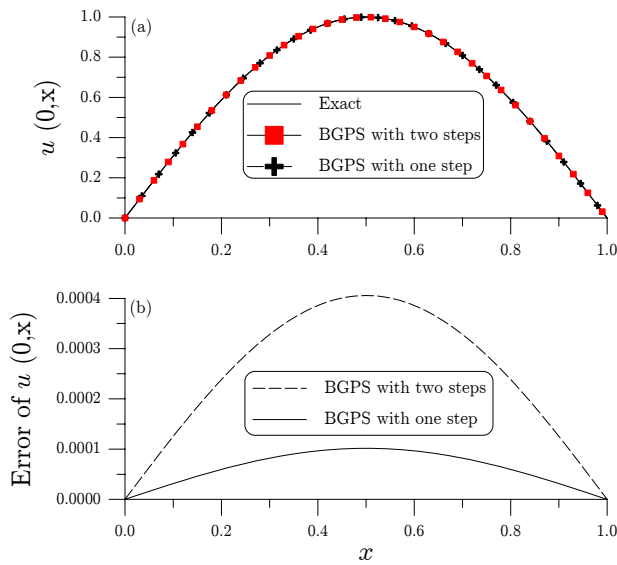 (a)
1.0
0.8
0.6
0.4
0.2
0.0
u (0,x)
Exact
BGPS with two steps
BGPS with one step
0.0 0.2 0.4 0.6 0.8 1.0
(b)
0.0004
0.0003
0.0002
0.0001
0.0000
Error of u (0,x)
BGPS with two steps
BGPS with one step
0.0 0.2 0.4 0.6 0.8 1.0
x